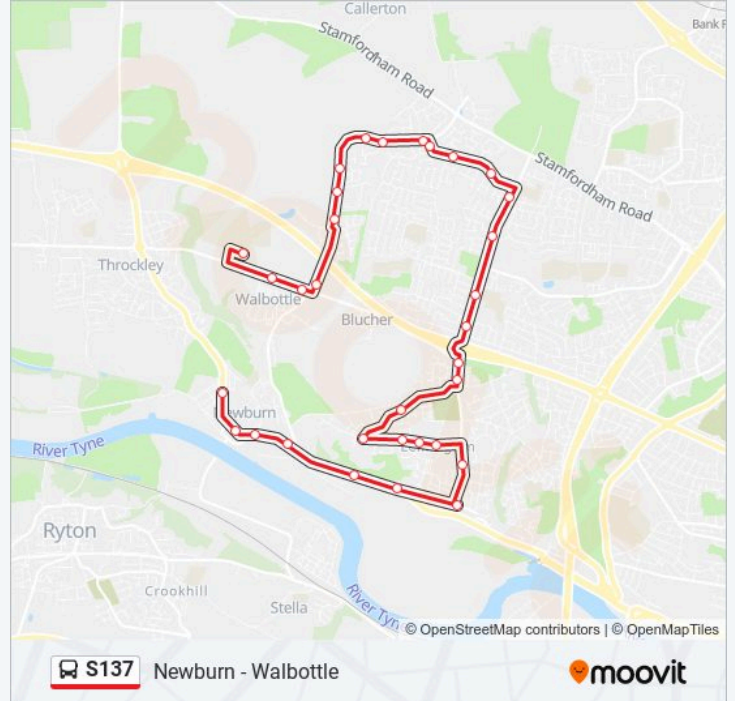 Callerton
Stamfordham Road
Bank F
Stamfordham Road
Throckley
Walbottle
Blucher
Newburn
River Tyne
Ryton
Crookhill
Stella
River Tyn
© OpenStreetMap contributors | © OpenMapTiles
S137
Newburn - Walbottle
moovit